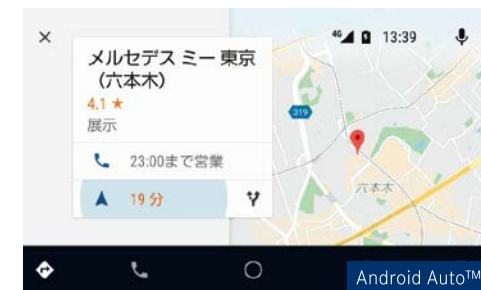 4G 13:39
メルセデス ミー 東京
（六本木）
4.1 ★
展示
23:00まで営業
19 分
319
六本木
Android Auto™